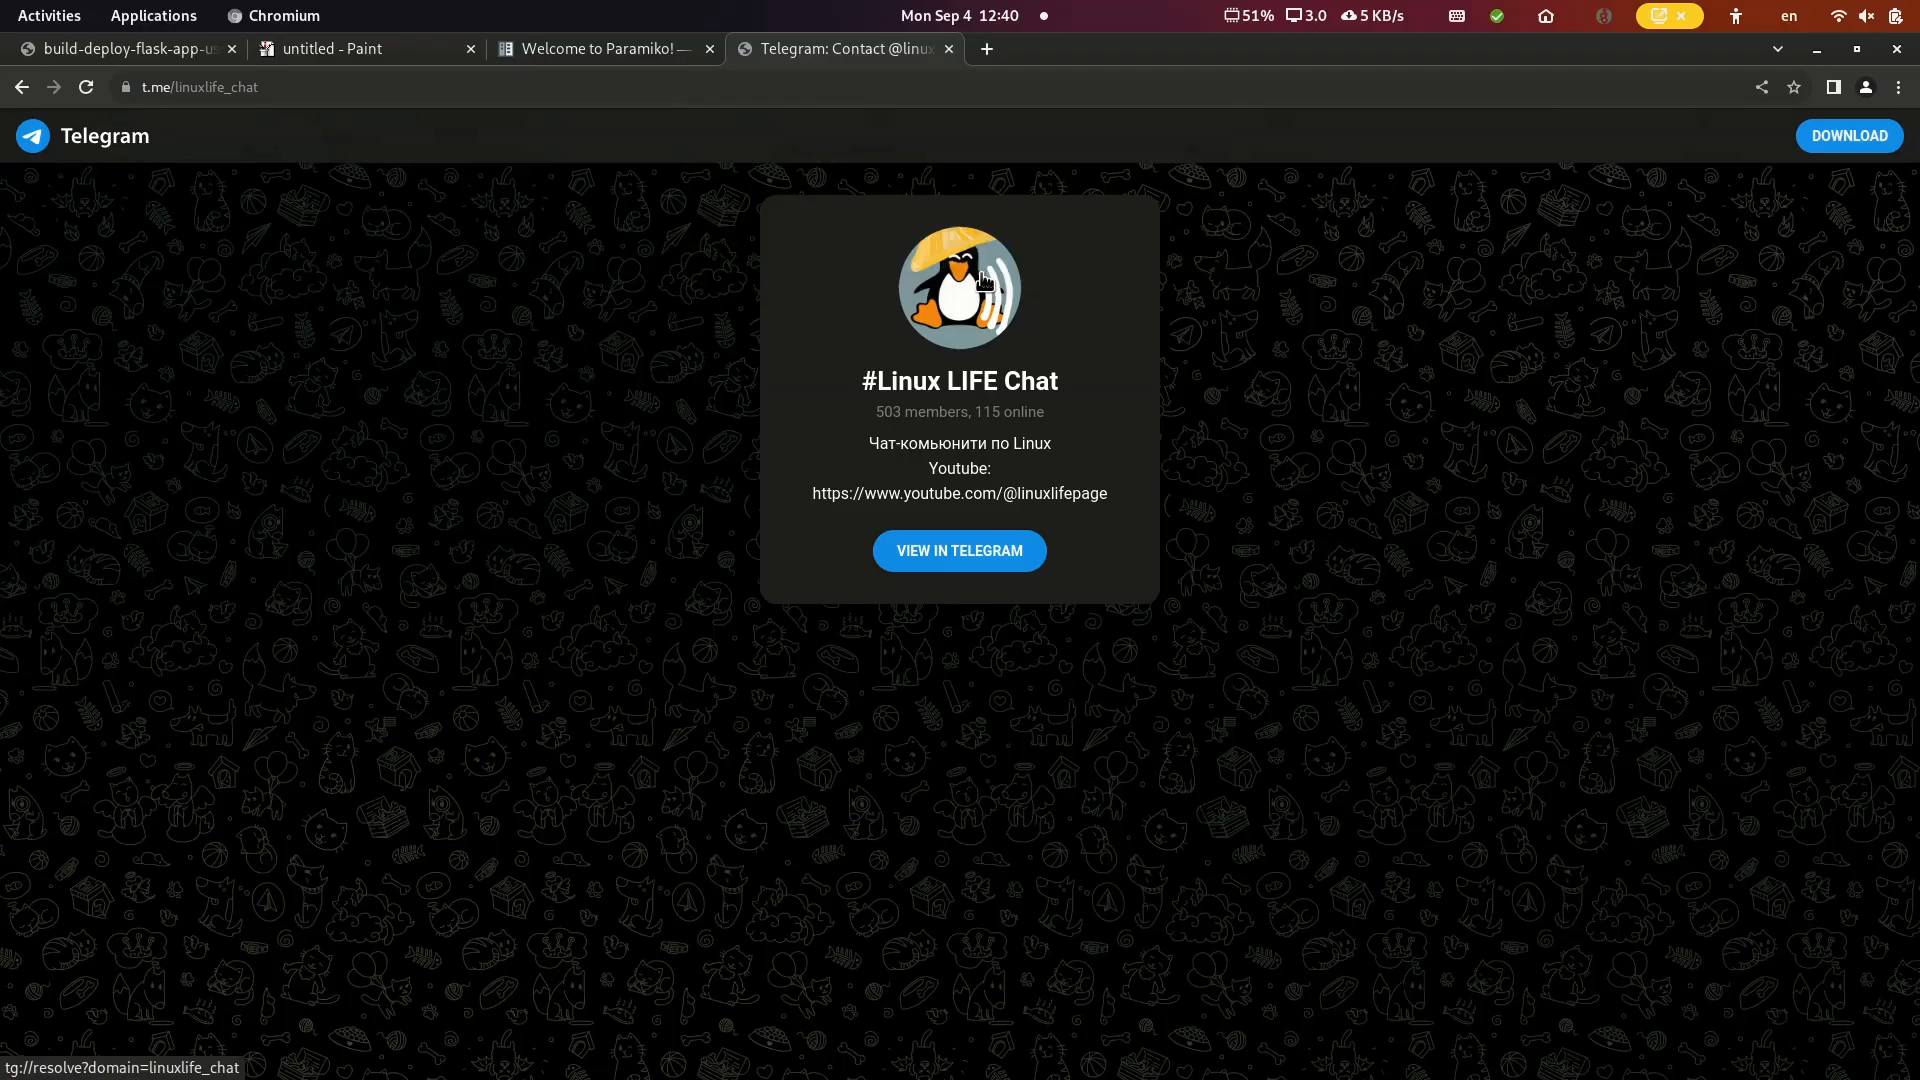 Activities Applications Chromium Mon Sep 4 12:40 51% 3.0 5 KB/s en
build-deploy-flask-app-us untitled - Paint Welcome to Paramiko! — Telegram: Contact @linux
t.me/linuxlife_chat
Telegram DOWNLOAD
#Linux LIFE Chat
503 members, 115 online
Чат-комьюнити по Linux
Youtube:
https://www.youtube.com/@linuxlifepage
VIEW IN TELEGRAM
tg://resolve?domain=linuxlife_chat